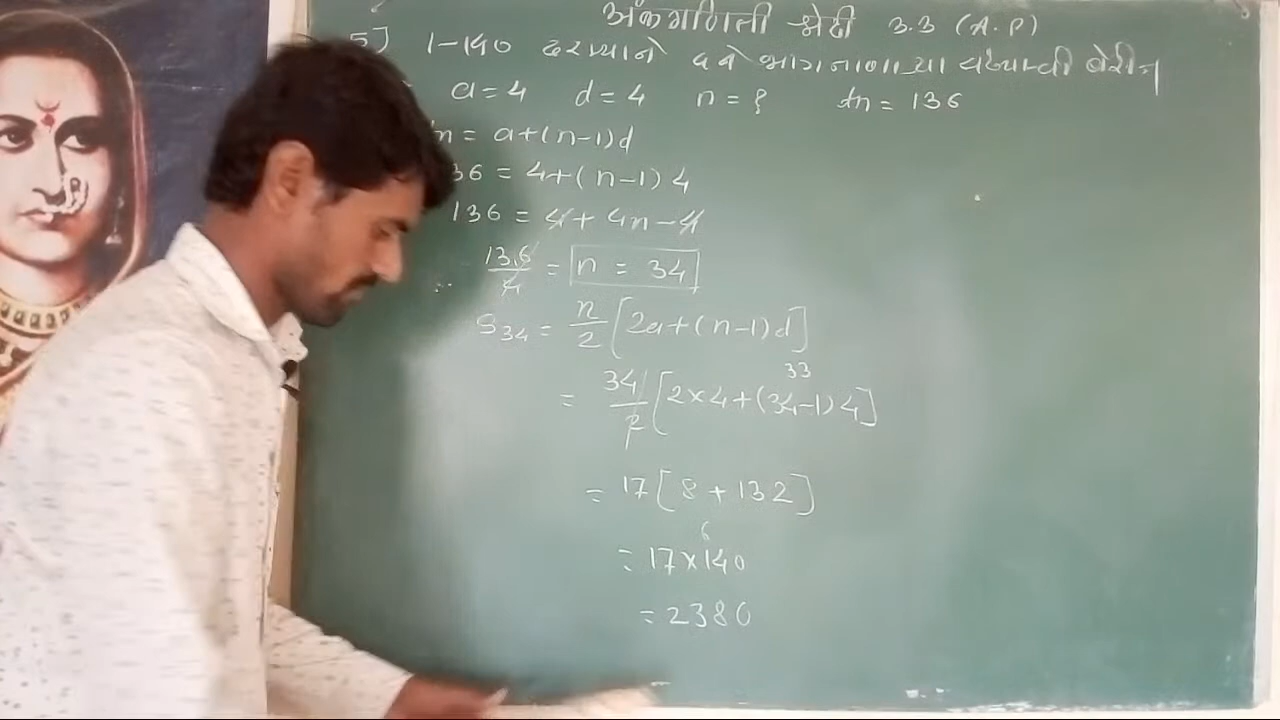 अंकगणिती श्रेढी 3.3 (A.P)
5] 1-140 दरम्यान 4 ने भाग जाणाऱ्या संख्यांची बेरीज
a = 4 d = 4 n = ? tn = 136
tn = a+(n-1)d
136 = 4+(n-1)4
136 = 4+4n-4
∴ 136/4 = n = 34
S34 = n/2 [2a+(n-1)d]
33
= 34/2 [2×4+(34-1)4]
= 17[8+132]
6
= 17×140
= 2380